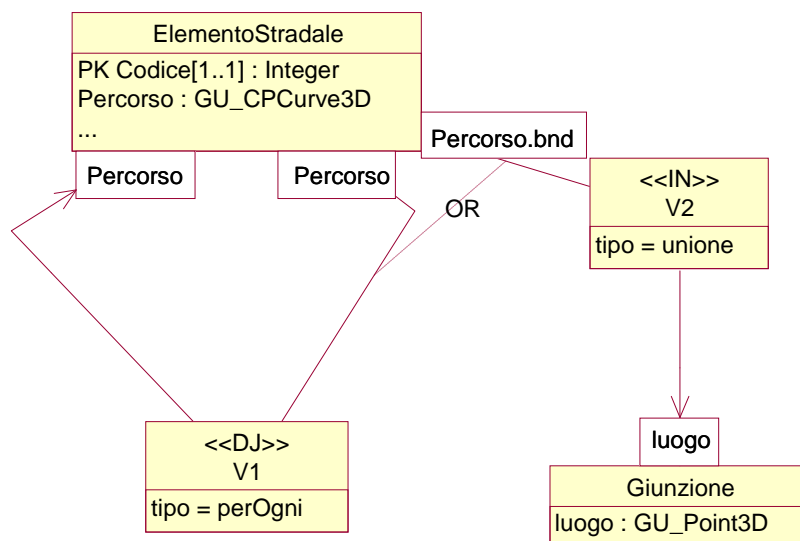 ElementoStradale
PK Codice[1..1] : Integer
Percorso : GU_CPCurve3D
...
Percorso.bnd
Percorso
Percorso
<<IN>>
V2
tipo = unione
OR
<<DJ>>
V1
tipo = perOgni
luogo
Giunzione
luogo : GU_Point3D